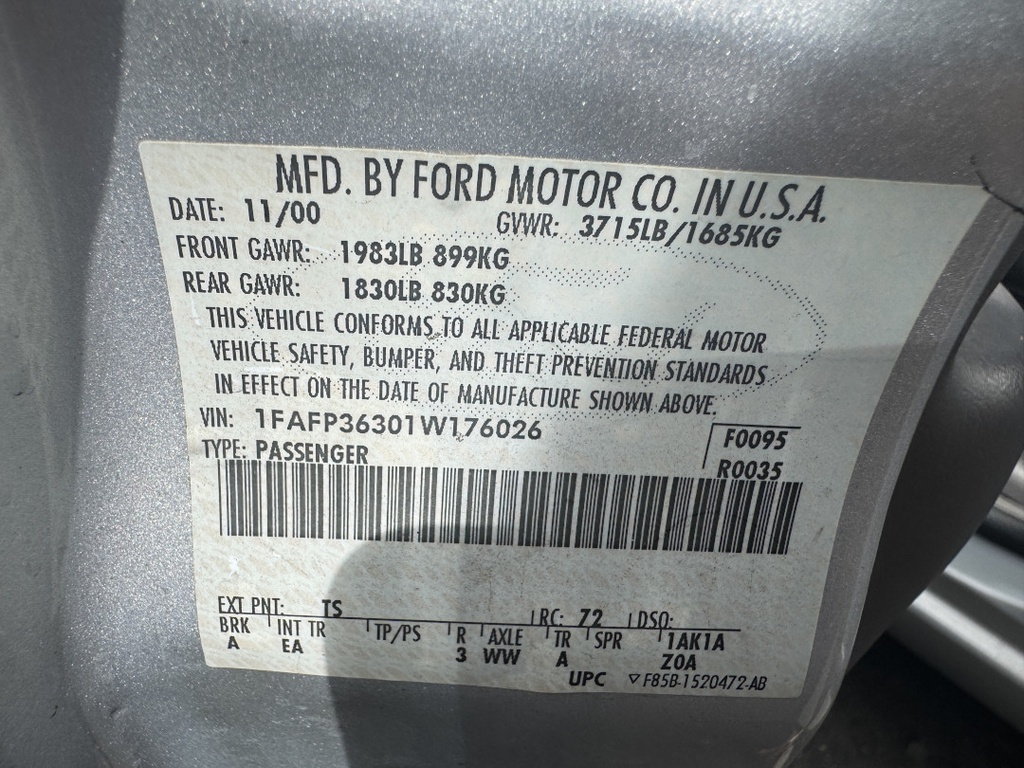 MFD. BY FORD MOTOR CO. IN U.S.A.
DATE: 11/00 GVWR: 3715LB/1685KG
FRONT GAWR: 1983LB 899KG
REAR GAWR: 1830LB 830KG
THIS VEHICLE CONFORMS TO ALL APPLICABLE FEDERAL MOTOR
VEHICLE SAFETY, BUMPER, AND THEFT PREVENTION STANDARDS
IN EFFECT ON THE DATE OF MANUFACTURE SHOWN ABOVE.
VIN: 1FAFP36301W176026
F0095
TYPE: PASSENGER
R0035
EXT PNT: TS RC: 72 DSO:
BRK INT TR TP/PS R AXLE TR SPR 1AK1A
A EA 3 WW A Z0A
UPC ▽ F85B-1520472-AB